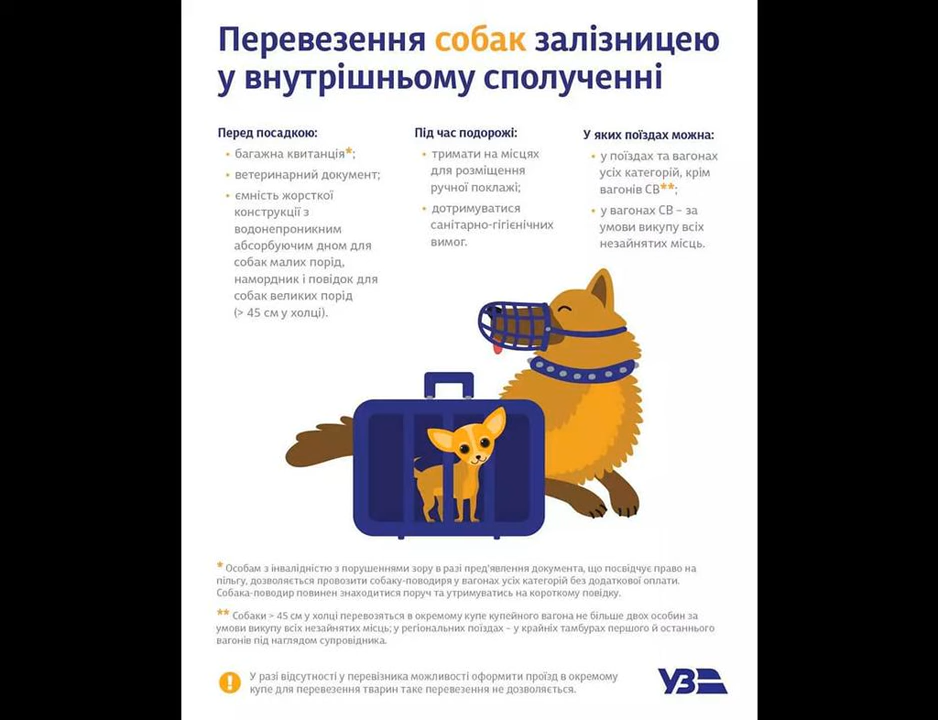 Перевезення собак залізницею
у внутрішньому сполученні
Перед посадкою:
• багажна квитанція*;
• ветеринарний документ;
• ємність жорсткої
конструкції з
водонепроникним
абсорбуючим дном для
собак малих порід,
намордник і повідок для
собак великих порід
(> 45 см у холці).
Під час подорожі:
• тримати на місцях
для розміщення
ручної поклажі;
• дотримуватися
санітарно-гігієнічних
вимог.
У яких поїздах можна:
• у поїздах та вагонах
усіх категорій, крім
вагонів СВ**;
• у вагонах СВ – за
умови викупу всіх
незайнятих місць.
* Особам з інвалідністю з порушеннями зору в разі пред'явлення документа, що посвідчує право на
пільгу, дозволяється провозити собаку-поводиря у вагонах усіх категорій без додаткової оплати.
Собака-поводир повинен знаходитися поруч та утримуватись на короткому повідку.
** Собаки > 45 см у холці перевозяться в окремому купе купейного вагона не більше двох особин за
умови викупу всіх незайнятих місць; у регіональних поїздах – у крайніх тамбурах першого й останнього
вагонів під наглядом супровідника.
! У разі відсутності у перевізника можливості оформити проїзд в окремому
купе для перевезення тварин таке перевезення не дозволяється.
УЗ